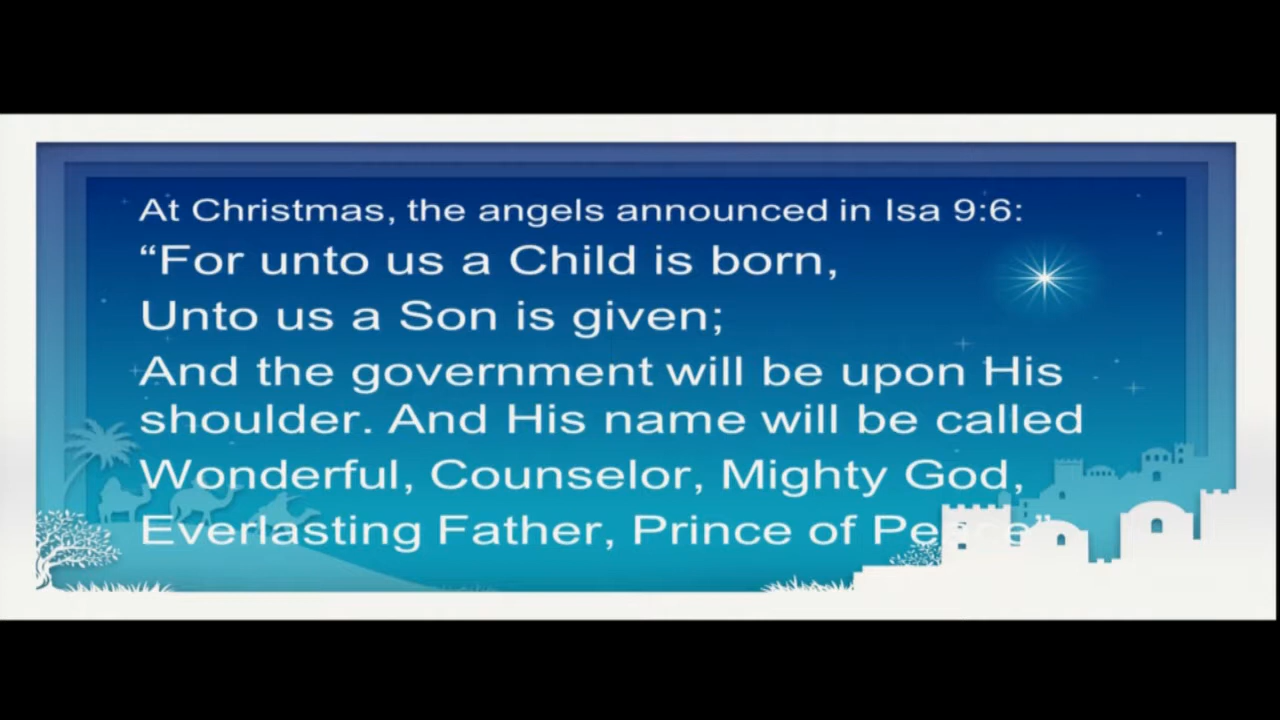 At Christmas, the angels announced in Isa 9:6:
“For unto us a Child is born,
Unto us a Son is given;
And the government will be upon His
shoulder. And His name will be called
Wonderful, Counselor, Mighty God,
Everlasting Father, Prince of Peace”